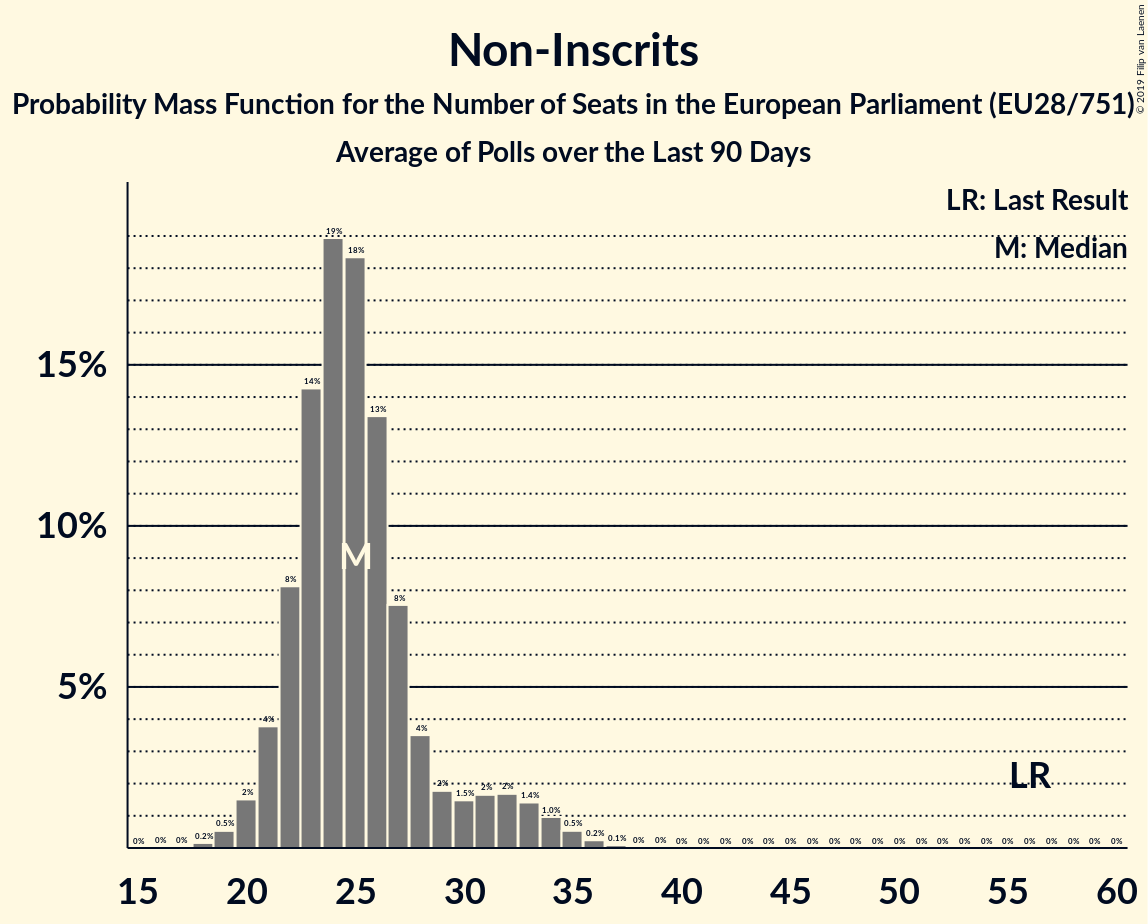 Non-Inscrits
Probability Mass Function for the Number of Seats in the European Parliament (EU28/751)
Average of Polls over the Last 90 Days
© 2019 Filip van Laenen
LR: Last Result
M: Median
15%
10%
5%
0% 0% 0% 0.2% 0.5% 2% 4% 8% 14% 19% 18% 13% 8% 4% 2% 1.5% 2% 2% 1.4% 1.0% 0.5% 0.2% 0.1% 0% 0% 0% 0% 0% 0% 0% 0% 0% 0% 0% 0% 0% 0% 0% 0% 0% 0% 0% 0% 0% 0% 0%
M
LR
15 20 25 30 35 40 45 50 55 60